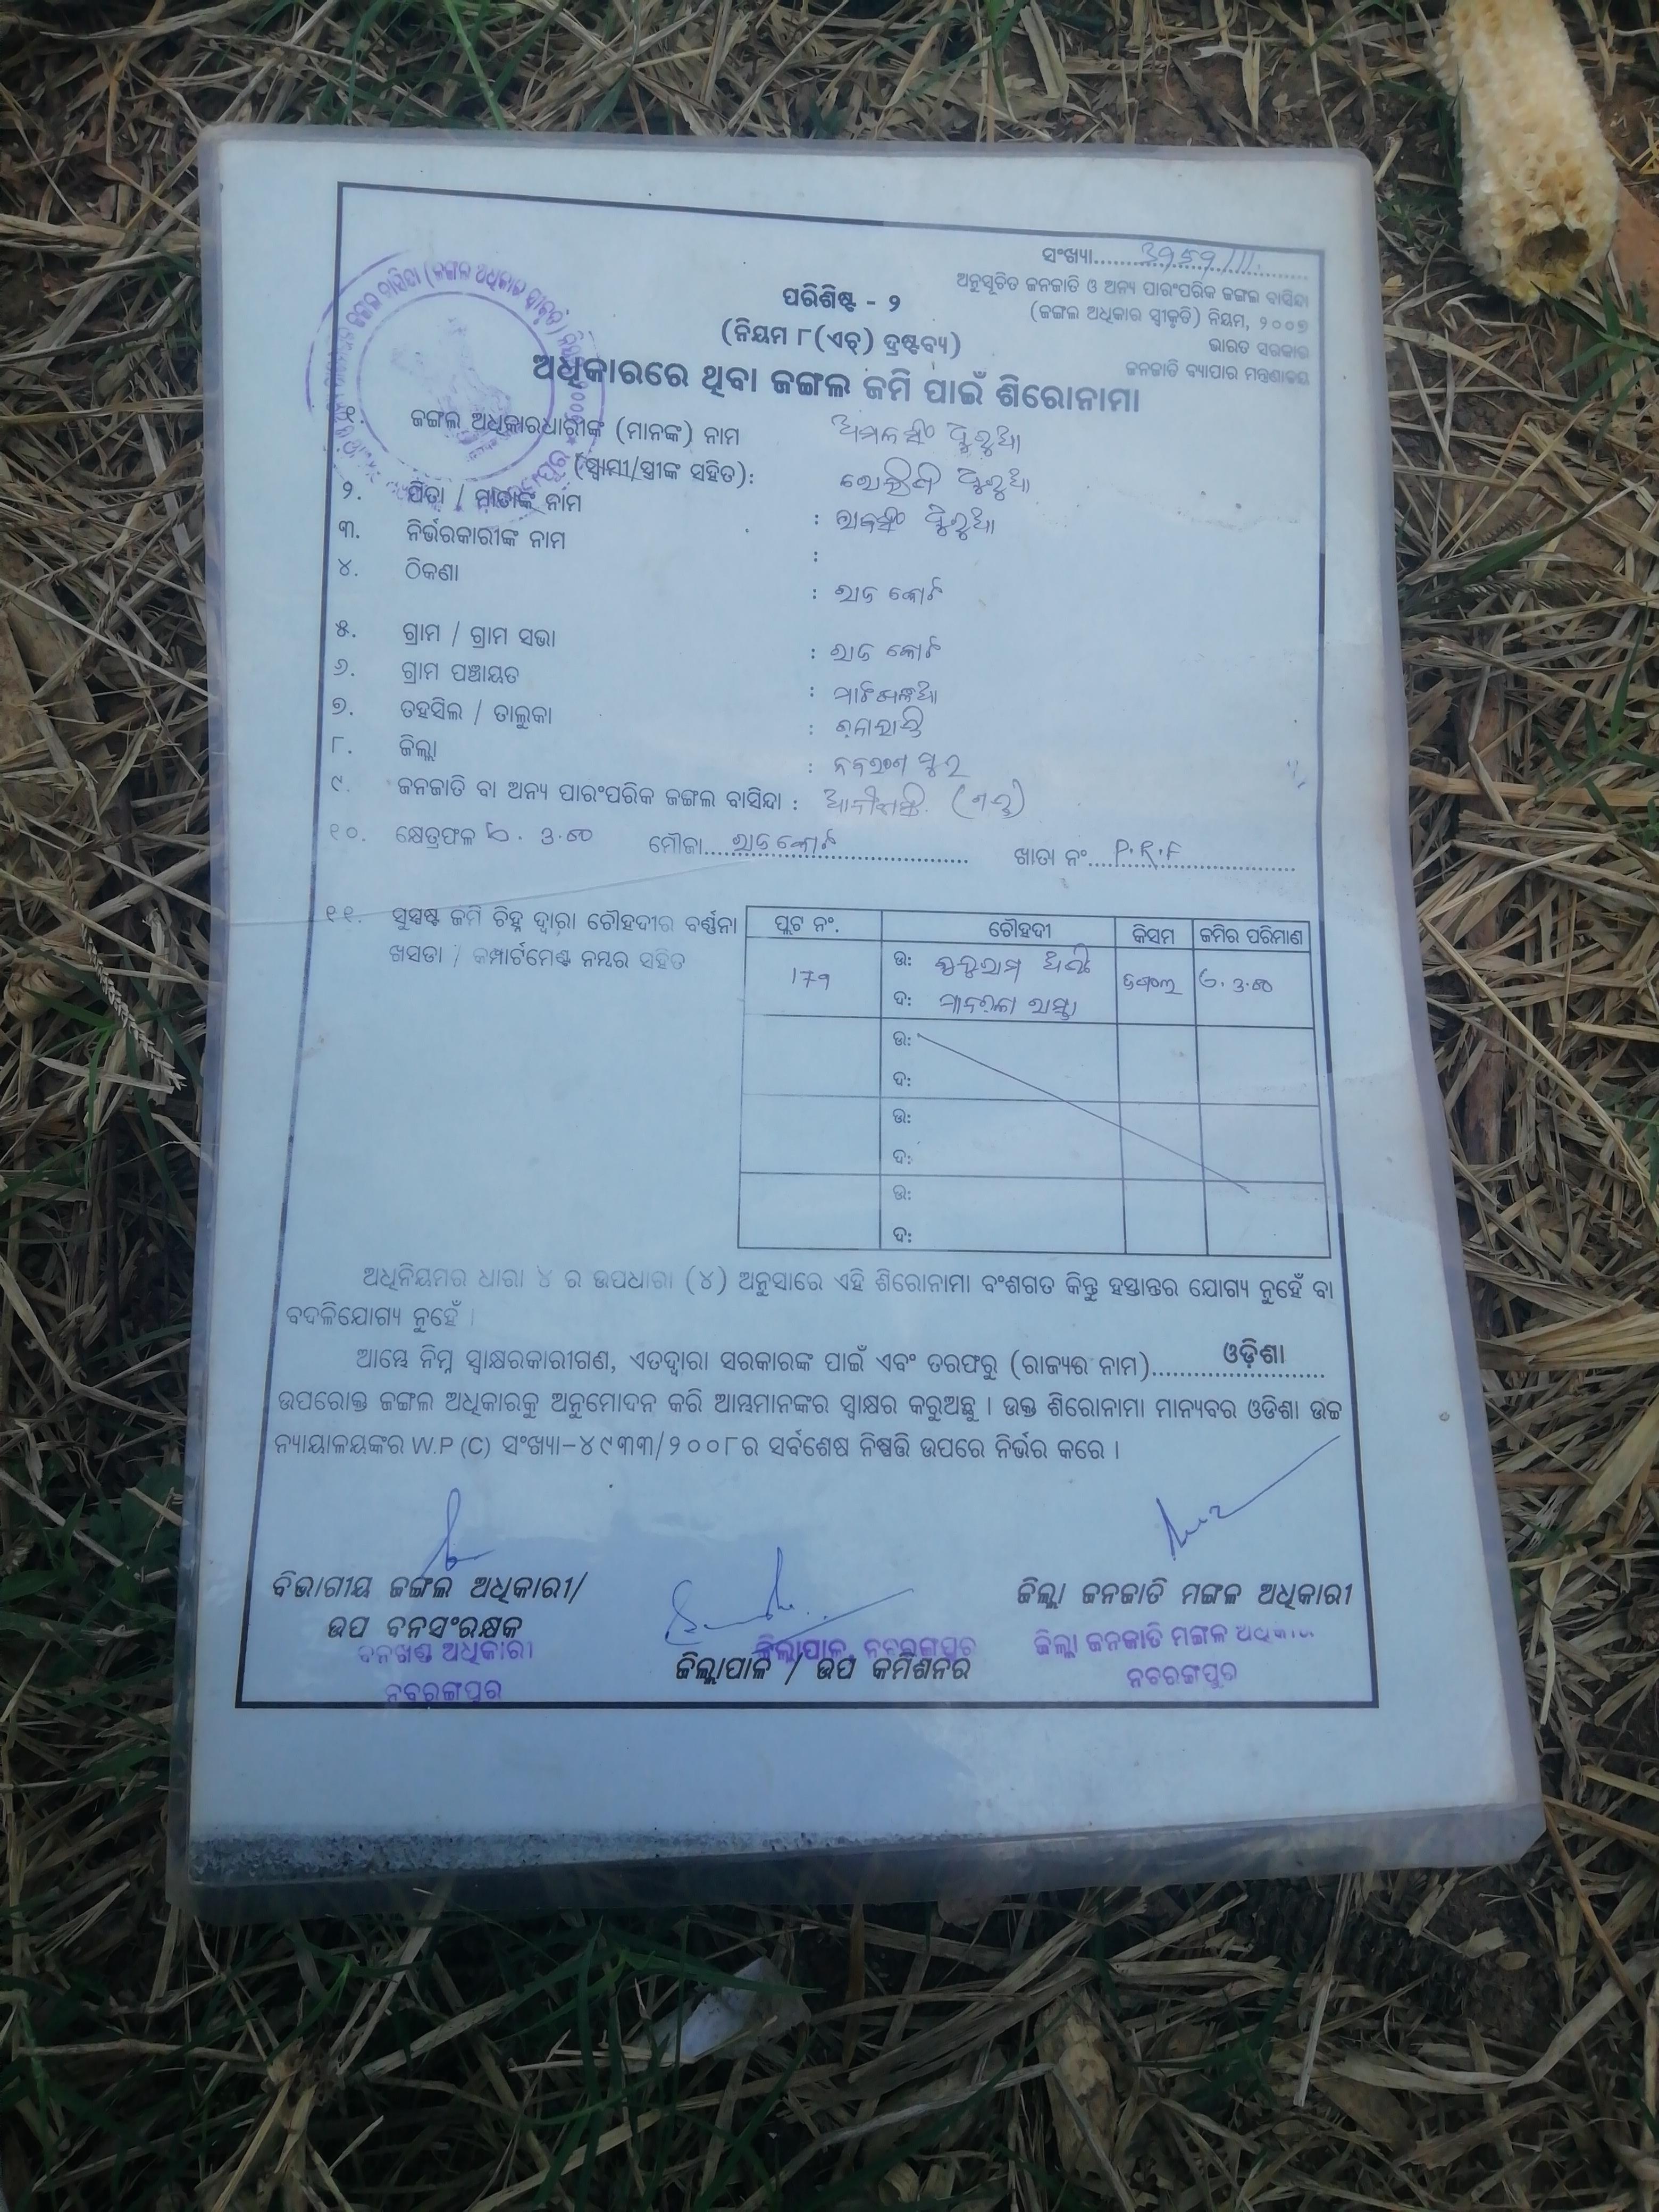 ସଂଖ୍ୟା....................
ଅନୁସୂଚିତ ଜନଜାତି ଓ ଅନ୍ୟ ପାରଂପରିକ ଜଙ୍ଗଲ ବାସିନ୍ଦା
(ଜଙ୍ଗଲ ଅଧିକାର ସ୍ୱୀକୃତି) ନିୟମ, ୨୦୦୭
ଭାରତ ସରକାର
ଜନଜାତି ବ୍ୟାପାର ମନ୍ତ୍ରଣାଳୟ
ପରିଶିଷ୍ଟ - ୨
(ନିୟମ ୮(ଏଚ୍) ଦ୍ରଷ୍ଟବ୍ୟ)
ଅଧିକାରରେ ଥିବା ଜଙ୍ଗଲ ଜମି ପାଇଁ ଶିରୋନାମା
୧. ଜଙ୍ଗଲ ଅଧିକାରଧାରୀଙ୍କ (ମାନଙ୍କ) ନାମ
(ସ୍ୱାମୀ/ସ୍ତ୍ରୀଙ୍କ ସହିତ):
୨. ପିତା / ମାତାଙ୍କ ନାମ :
୩. ନିର୍ଭରକାରୀଙ୍କ ନାମ :
୪. ଠିକଣା : ରାଜ କୋଟ
୫. ଗ୍ରାମ / ଗ୍ରାମ ସଭା : ରାଜ କୋଟ
୬. ଗ୍ରାମ ପଞ୍ଚାୟତ :
୭. ତହସିଲ / ତାଲୁକା :
୮. ଜିଲ୍ଲା : ନବରଙ୍ଗ ପୁର
୯. ଜନଜାତି ବା ଅନ୍ୟ ପାରଂପରିକ ଜଙ୍ଗଲ ବାସିନ୍ଦା :
୧୦. କ୍ଷେତ୍ରଫଳ ମୌଜା.... ରାଜ କୋଟ .................... ଖାତା ନଂ... P.R.F ....................
୧୧. ସୁସ୍ପଷ୍ଟ ଜମି ଚିହ୍ନ ଦ୍ୱାରା ଚୌହଦୀର ବର୍ଣ୍ଣନା
ଖସଡା / କମ୍ପାର୍ଟମେଣ୍ଟ ନମ୍ବର ସହିତ
ପ୍ଲଟ ନଂ. ଚୌହଦୀ କିସମ ଜମିର ପରିମାଣ
ଉ:
ଦ:
ଉ:
ଦ:
ଉ:
ଦ:
ଉ:
ଦ:
ଅଧିନିୟମର ଧାରା ୪ ର ଉପଧାରା (୪) ଅନୁସାରେ ଏହି ଶିରୋନାମା ବଂଶଗତ କିନ୍ତୁ ହସ୍ତାନ୍ତର ଯୋଗ୍ୟ ନୁହେଁ ବା
ବଦଳିଯୋଗ୍ୟ ନୁହେଁ ।
ଆମ୍ଭେ ନିମ୍ନ ସ୍ୱାକ୍ଷରକାରୀଗଣ, ଏତଦ୍ୱାରା ସରକାରଙ୍କ ପାଇଁ ଏବଂ ତରଫରୁ (ରାଜ୍ୟର ନାମ).......ଓଡ଼ିଶା.......
ଉପରୋକ୍ତ ଜଙ୍ଗଲ ଅଧିକାରକୁ ଅନୁମୋଦନ କରି ଆମ୍ଭମାନଙ୍କର ସ୍ୱାକ୍ଷର କରୁଅଛୁ । ଉକ୍ତ ଶିରୋନାମା ମାନ୍ୟବର ଓଡିଶା ଉଚ୍ଚ
ନ୍ୟାୟାଳୟଙ୍କର W.P (C) ସଂଖ୍ୟା-୪୯୩୩/୨୦୦୮ର ସର୍ବଶେଷ ନିଷ୍ପତ୍ତି ଉପରେ ନିର୍ଭର କରେ ।
ବିଭାଗୀୟ ଜଙ୍ଗଲ ଅଧିକାରୀ/
ଉପ ବନସଂରକ୍ଷକ
ବନଖଣ୍ଡ ଅଧିକାରୀ
ନବରଙ୍ଗପୁର
ଜିଲ୍ଲାପାଳ, ନବରଙ୍ଗପୁର
ଜିଲ୍ଲାପାଳ / ଉପ କମିଶନର
ଜିଲ୍ଲା ଜନଜାତି ମଙ୍ଗଳ ଅଧିକାରୀ
ଜିଲ୍ଲା ଜନଜାତି ମଙ୍ଗଳ
ନବରଙ୍ଗପୁର